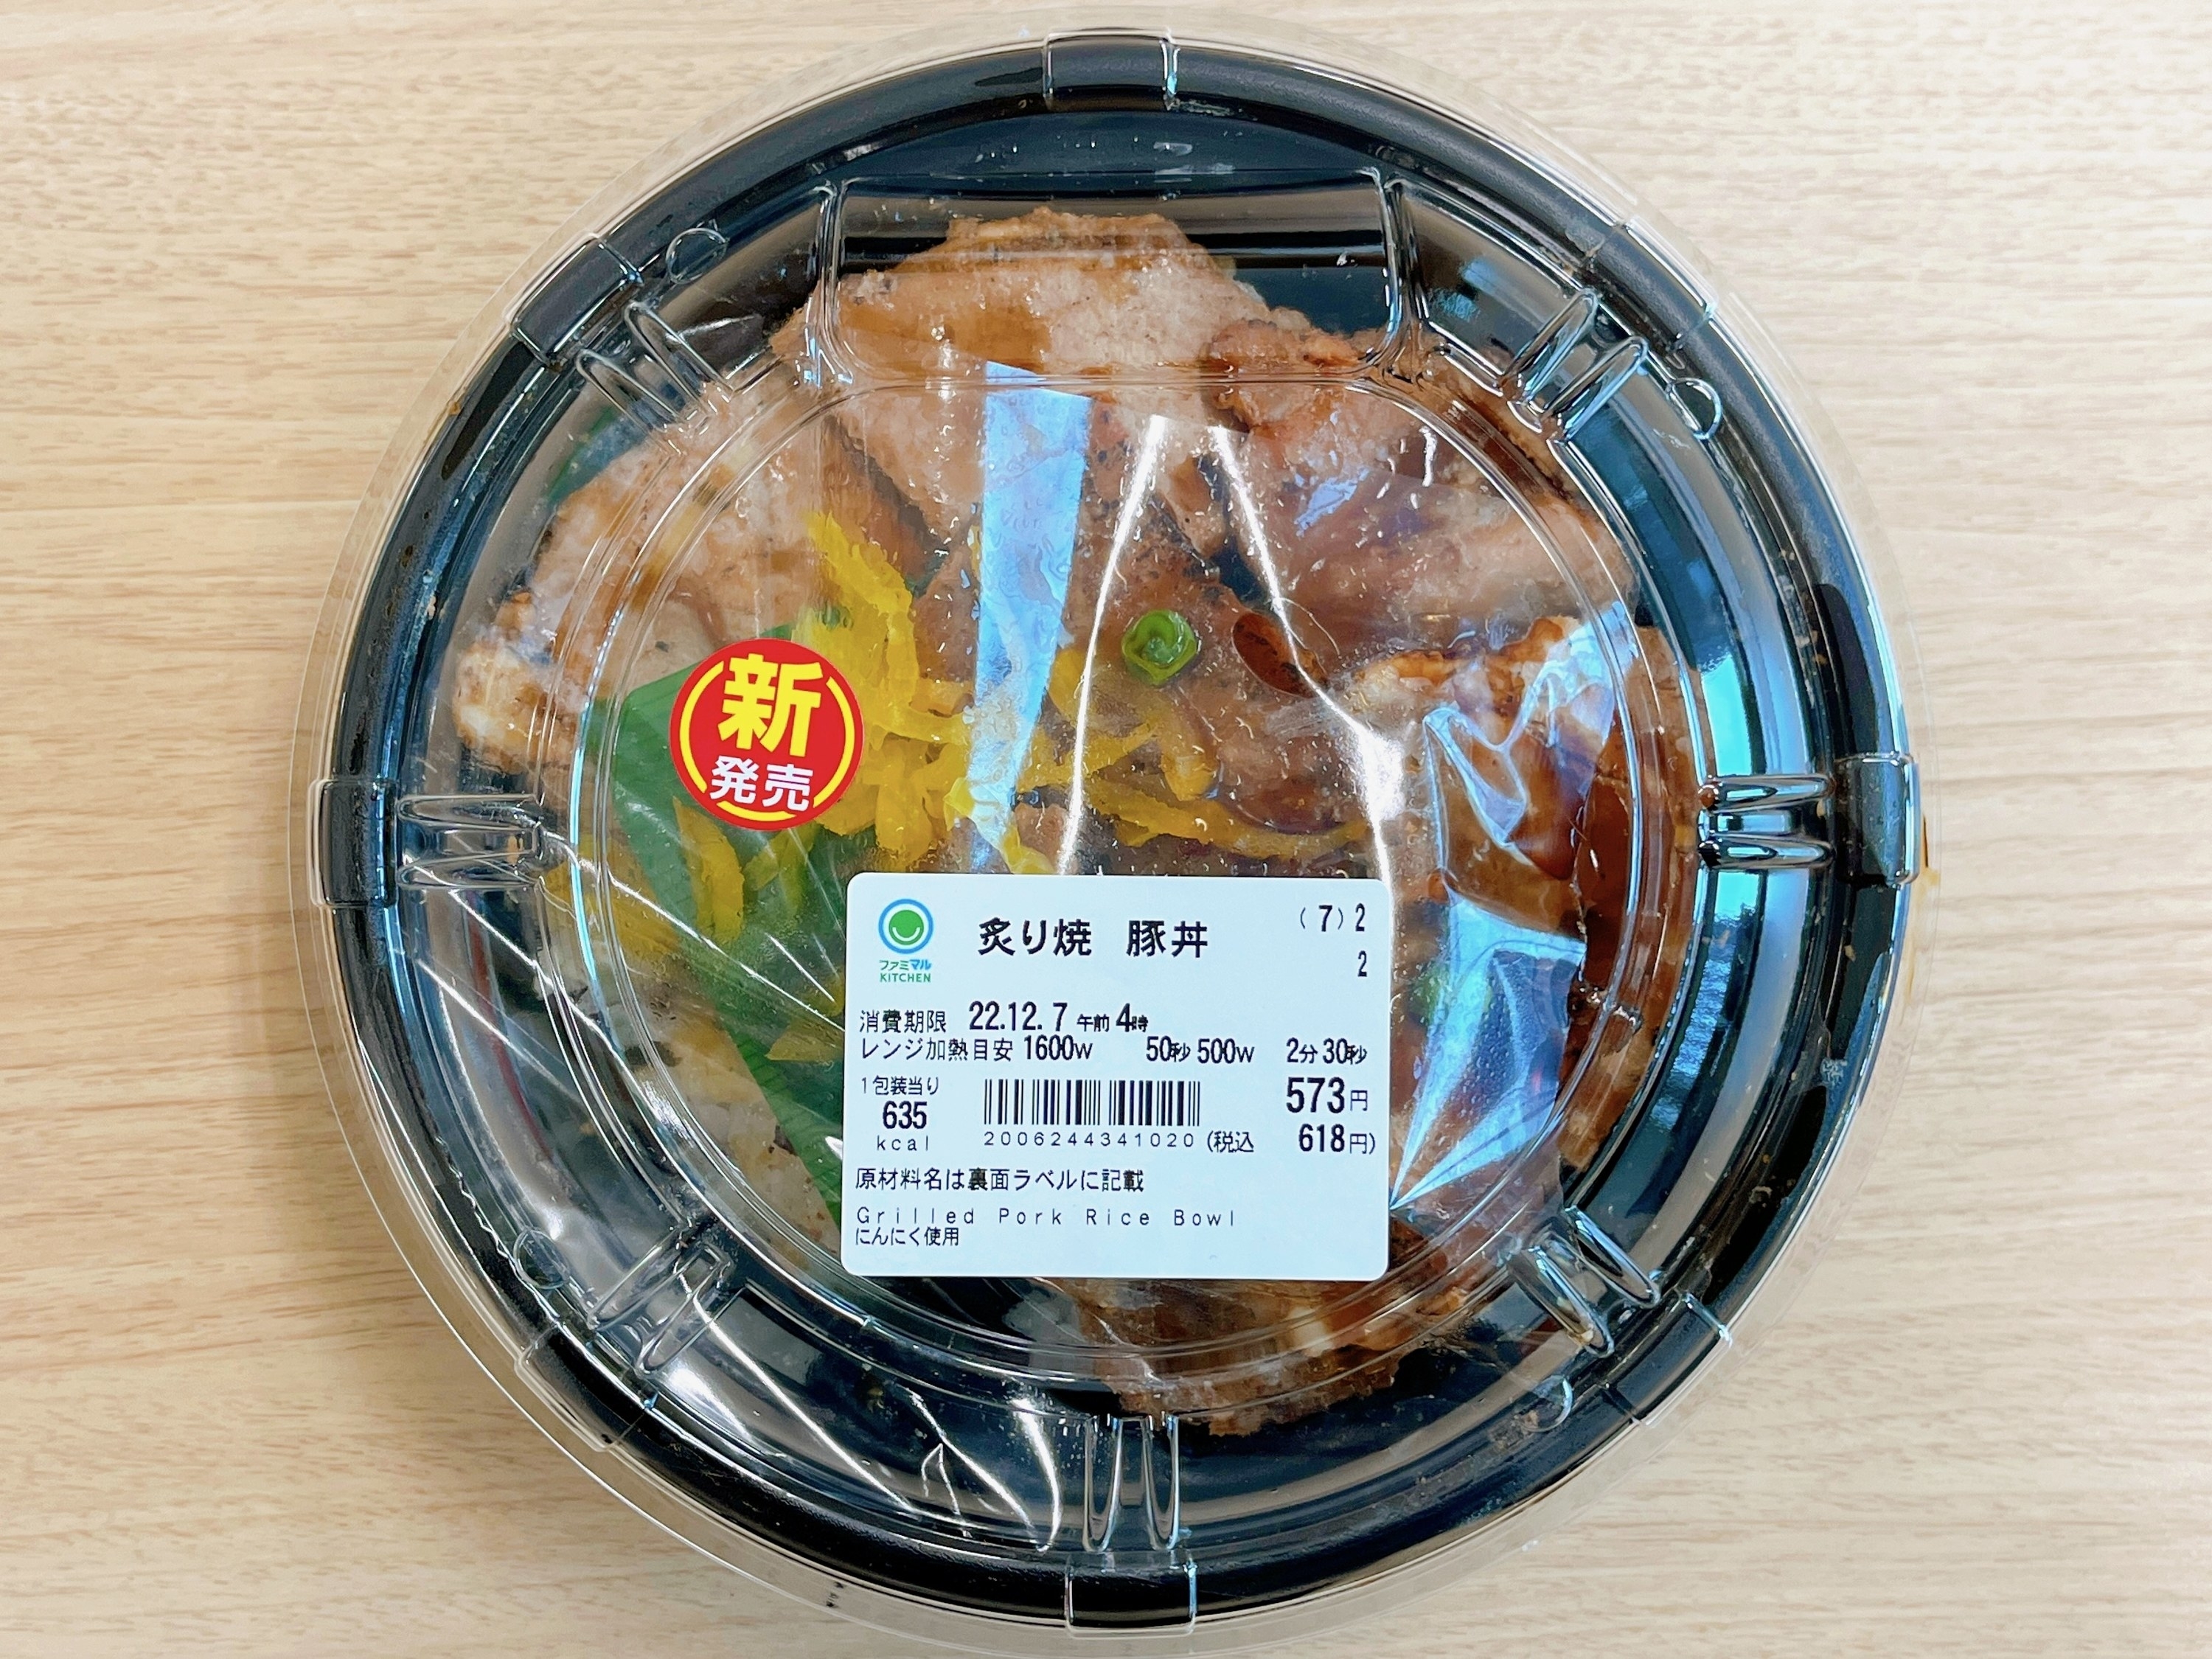 新
発売
ファミマル
KITCHEN
炙り焼 豚丼
(7)2
2
消費期限 22.12.7 午前4時
レンジ加熱目安 1600w 50秒 500w 2分30秒
1包装当り
635
kcal
573円
2006244341020 (税込 618円)
原材料名は裏面ラベルに記載
Grilled Pork Rice Bowl
にんにく使用